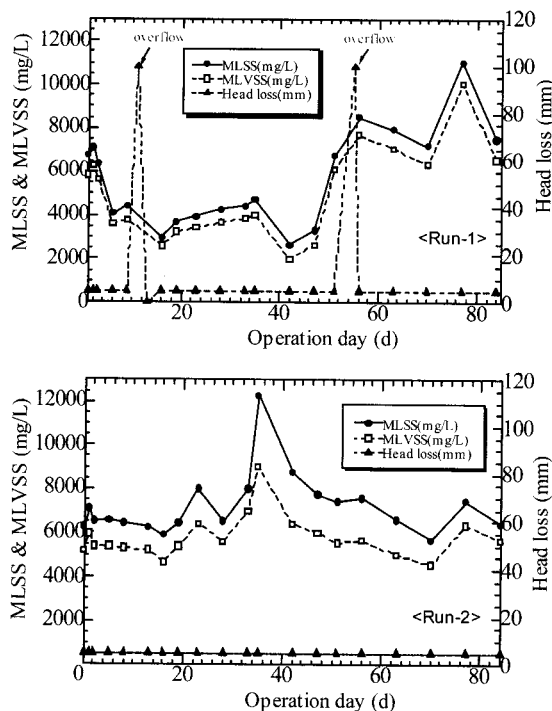 12000
10000
8000
6000
4000
2000
0
MLSS & MLVSS (mg/L)
overflow
overflow
MLSS(mg/L)
MLVSS(mg/L)
Head loss(mm)
<Run-1>
120
100
80
60
40
20
0
Head loss (mm)
20
40
60
80
Operation day (d)
12000
10000
8000
6000
4000
2000
MLSS & MLVSS (mg/L)
MLSS(mg/L)
MLVSS(mg/L)
Head loss(mm)
<Run-2>
120
100
80
60
40
20
0
Head loss (mm)
0
20
40
60
80
Operation day (d)